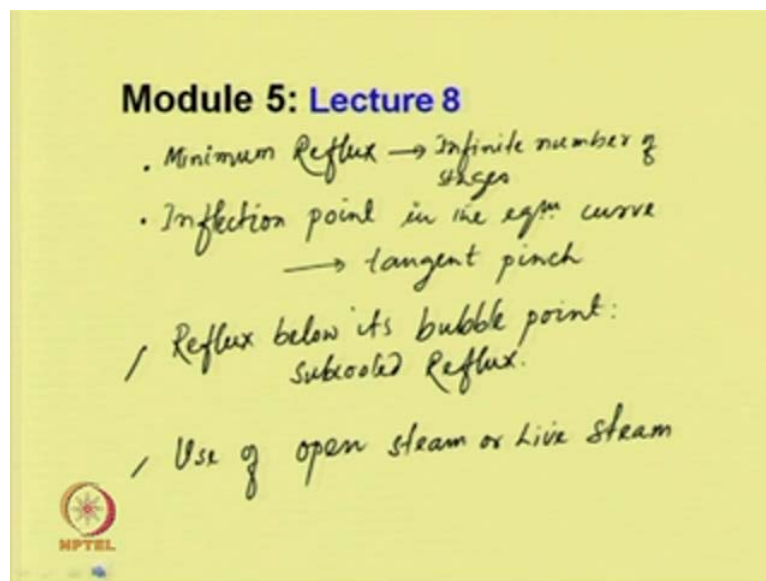 Module 5: Lecture 8
. Minimum Reflux → Infinite number of
stages
. Inflection point in the eqm curve
→ tangent pinch
/ Reflux below its bubble point:
subcooled Reflux.
/ Use of open steam or Live steam
NPTEL